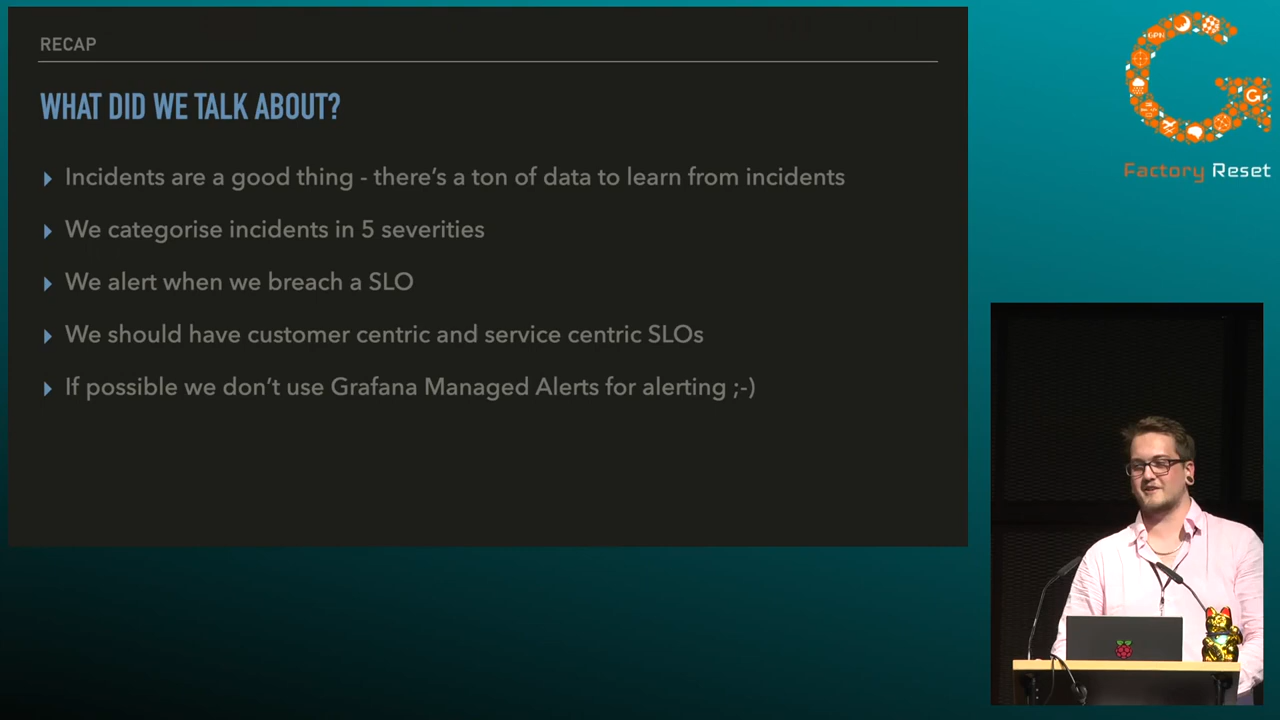 RECAP
WHAT DID WE TALK ABOUT?
Incidents are a good thing - there's a ton of data to learn from incidents
We categorise incidents in 5 severities
We alert when we breach a SLO
We should have customer centric and service centric SLOs
If possible we don't use Grafana Managed Alerts for alerting ;-)
GPN
Factory Reset